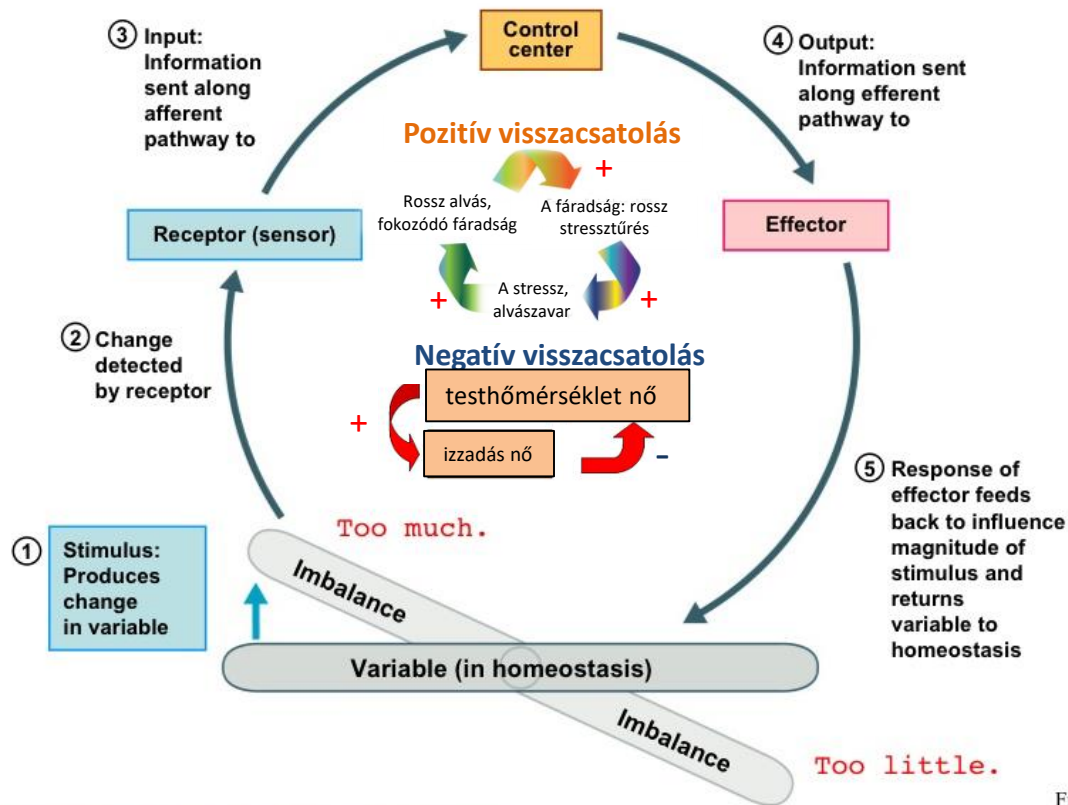 Control
center
③ Input:
Information
sent along
afferent
pathway to
④ Output:
Information sent
along efferent
pathway to
Pozitív visszacsatolás
+
Rossz alvás,
fokozódó fáradság
A fáradság: rossz
stressztűrés
Receptor (sensor)
Effector
A stressz,
alvászavar
+
+
② Change
detected
by receptor
Negatív visszacsatolás
testhőmérséklet nő
+
izzadás nő
-
⑤ Response of
effector feeds
back to influence
magnitude of
stimulus and
returns
variable to
homeostasis
① Stimulus:
Produces
change
in variable
Too much.
Imbalance
Variable (in homeostasis)
Imbalance
Too little.
F